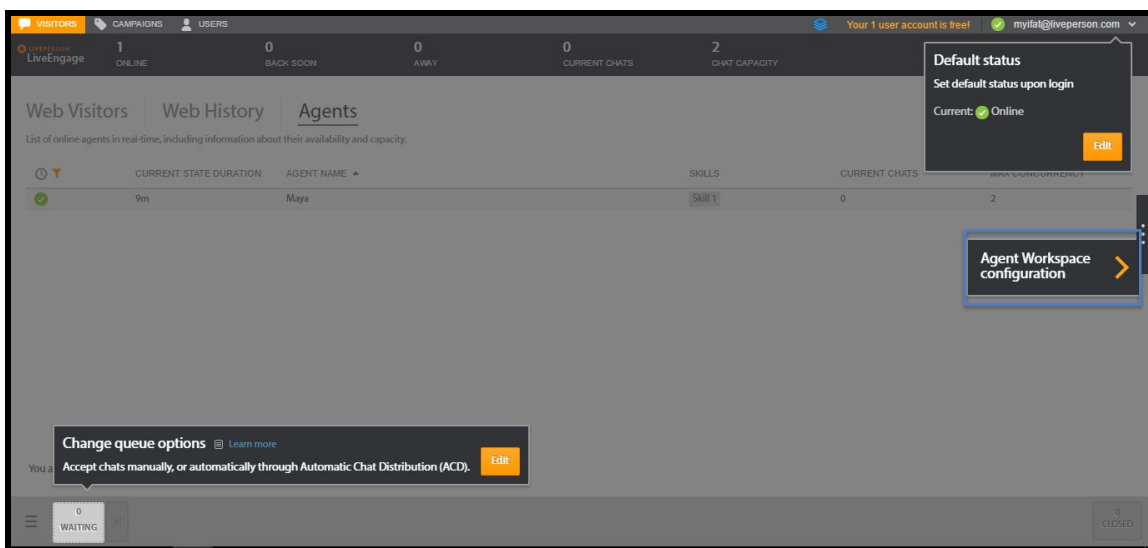 VISITORS CAMPAIGNS USERS Your 1 user account is free! myifat@liveperson.com
LIVEPERSON
LiveEngage
1 0 0 0 2
ONLINE BACK SOON AWAY CURRENT CHATS CHAT CAPACITY
Default status
Set default status upon login
Current: Online
Edit
Web Visitors Web History Agents
List of online agents in real-time, including information about their availability and capacity.
CURRENT STATE DURATION AGENT NAME SKILLS CURRENT CHATS MAX CONCURRENCY
9m Maya Skill 1 0 2
Agent Workspace
configuration
Change queue options Learn more
Accept chats manually, or automatically through Automatic Chat Distribution (ACD).
Edit
You a
0
WAITING
0
CLOSED